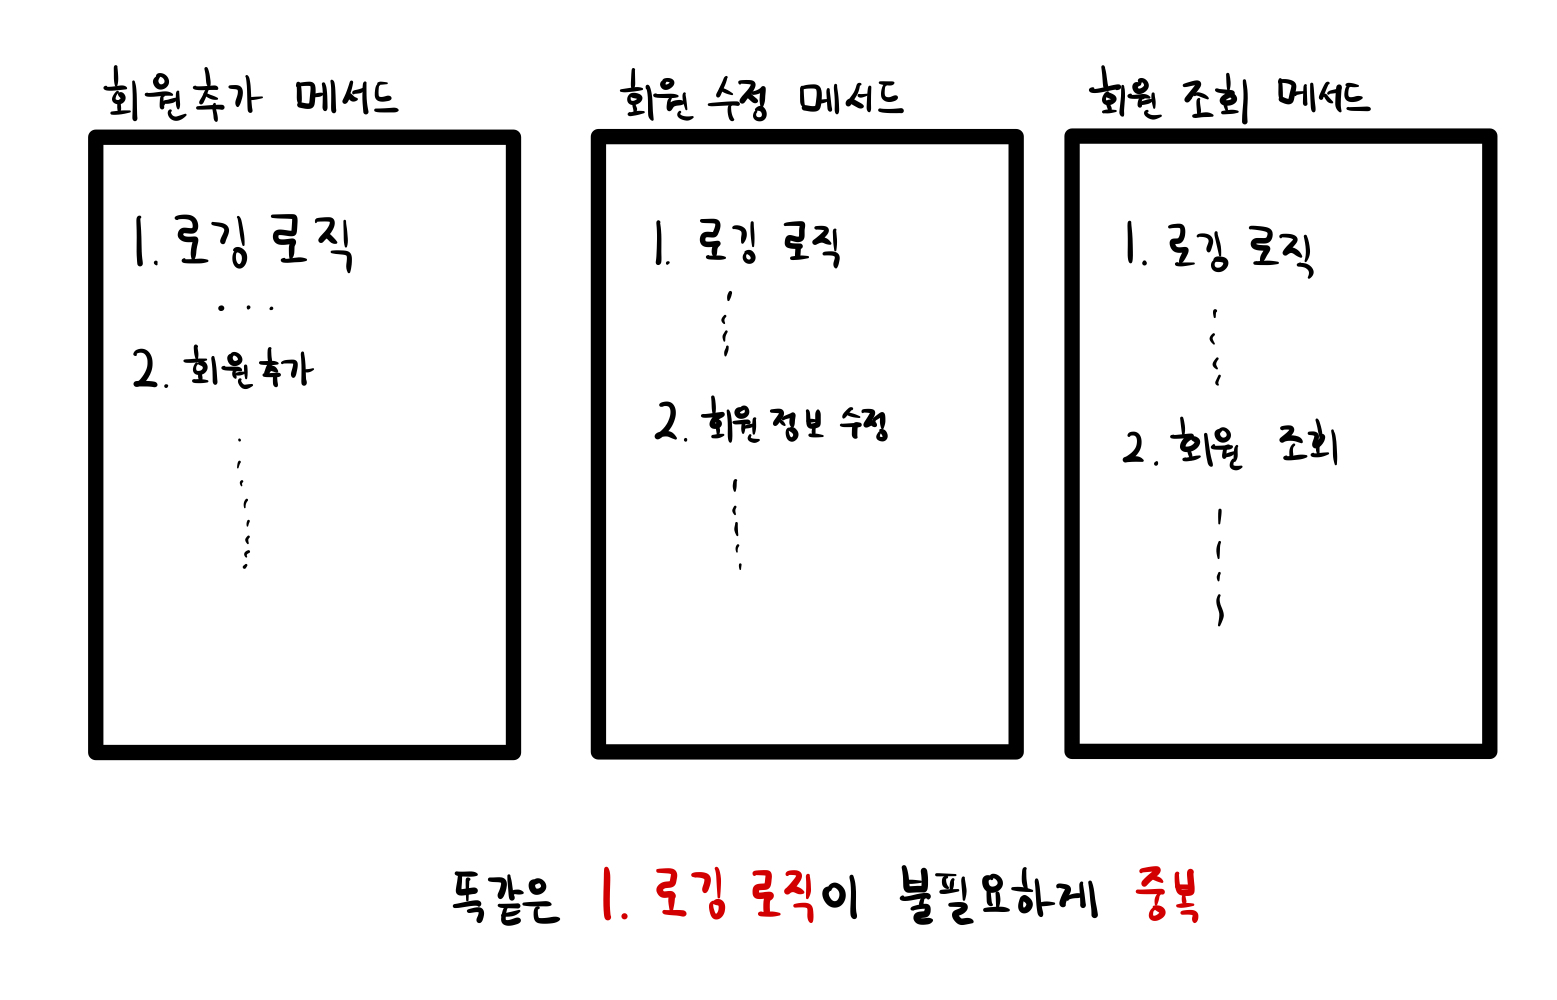 회원추가 메서드
1. 로깅 로직
...
2. 회원추가
회원 수정 메서드
1. 로깅 로직
2. 회원 정보 수정
회원 조회 메서드
1. 로깅 로직
2. 회원 조회
똑같은 1. 로깅 로직이 불필요하게 중복